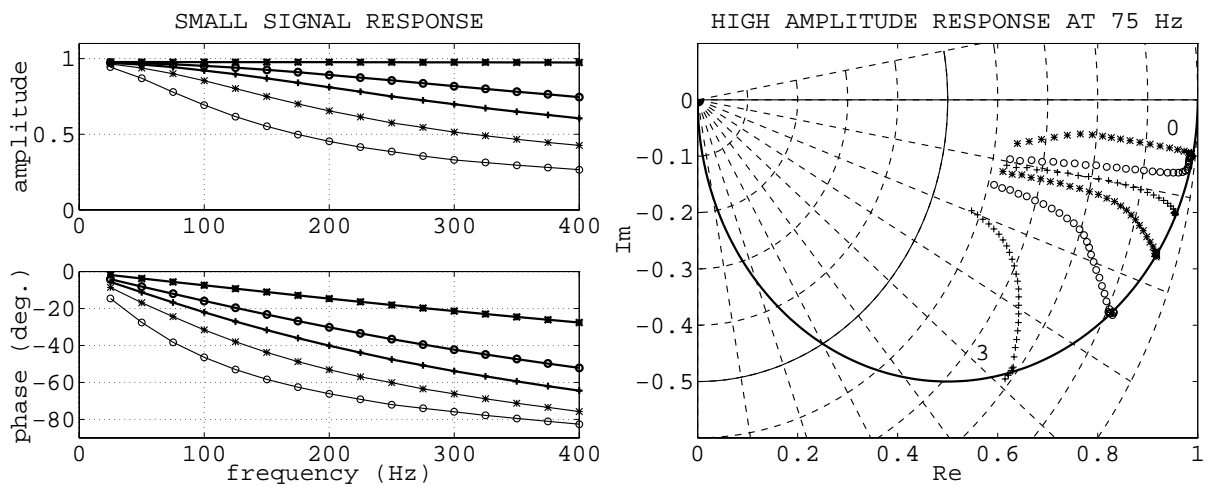 SMALL SIGNAL RESPONSE
amplitude
1
0.5
0
0 100 200 300 400
phase (deg.)
0
−20
−40
−60
−80
0 100 200 300 400
frequency (Hz)
HIGH AMPLITUDE RESPONSE AT 75 Hz
Im
0
−0.1
−0.2
−0.3
−0.4
−0.5
0
3
0 0.2 0.4 0.6 0.8 1
Re